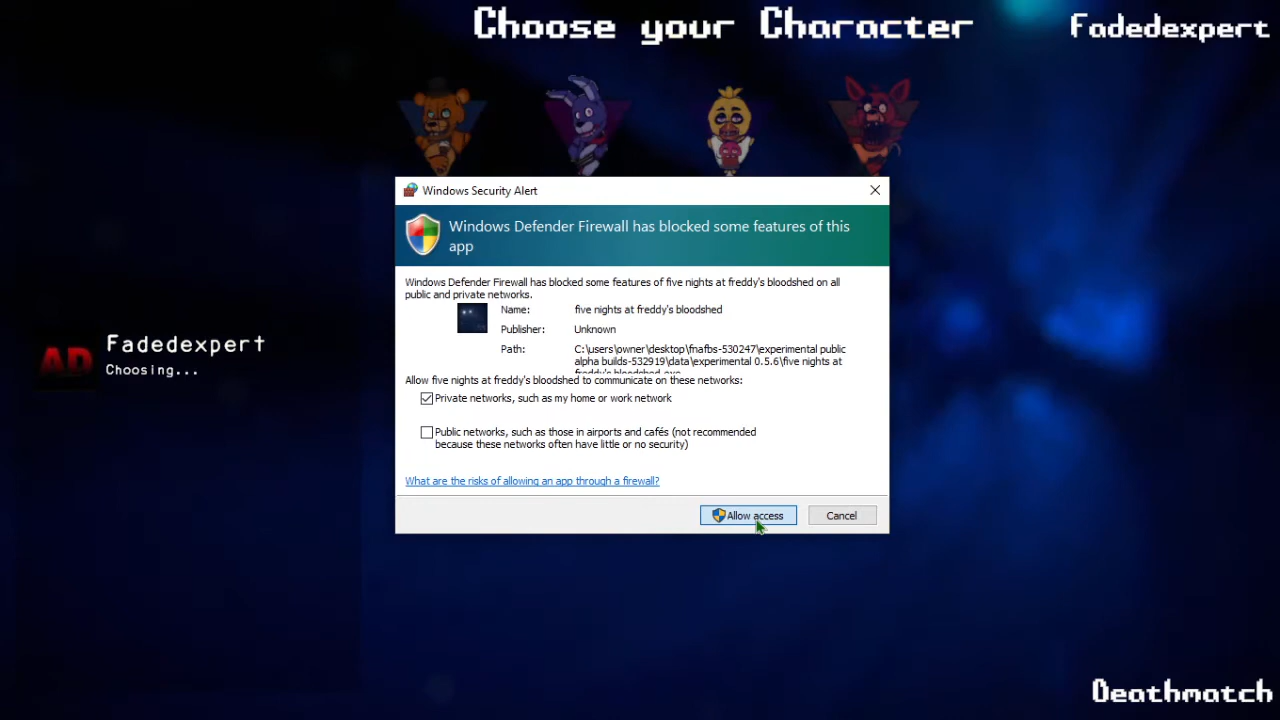 Choose your Character
Fadedexpert
Windows Security Alert
Windows Defender Firewall has blocked some features of this
app
Windows Defender Firewall has blocked some features of five nights at freddy's bloodshed on all
public and private networks.
Name: five nights at freddy's bloodshed
Publisher: Unknown
Path: C:\users\owner\desktop\fnafbs-530247\experimental public
alpha builds-532919\data\experimental 0.5.6\five nights at
freddy's bloodshed.exe
Allow five nights at freddy's bloodshed to communicate on these networks:
Private networks, such as my home or work network
Public networks, such as those in airports and cafés (not recommended
because these networks often have little or no security)
What are the risks of allowing an app through a firewall?
Allow access
Cancel
AD
Fadedexpert
Choosing...
Deathmatch